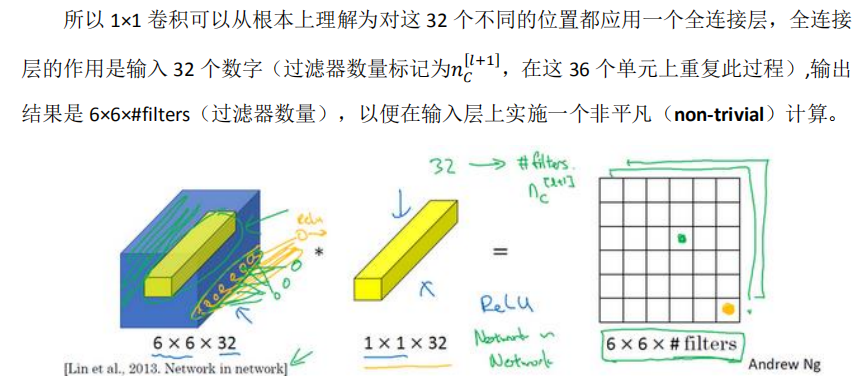 所以 1×1 卷积可以从根本上理解为对这 32 个不同的位置都应用一个全连接层，全连接
层的作用是输入 32 个数字（过滤器数量标记为n_C^{[l+1]}，在这 36 个单元上重复此过程）,输出
结果是 6×6×#filters（过滤器数量），以便在输入层上实施一个非平凡（non-trivial）计算。
32 → # filters.
n_C^{[l+1]}
relu
*
=
ReLU
Network in
Network
6 × 6 × 32
1 × 1 × 32
6 × 6 × # filters
[Lin et al., 2013. Network in network]
Andrew Ng